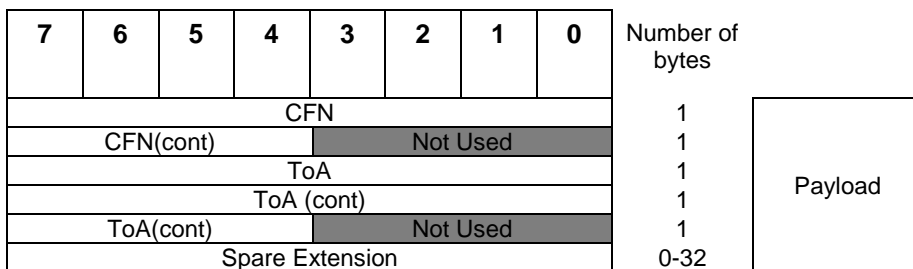 7 6 5 4 3 2 1 0 Number of
bytes
CFN 1
CFN(cont) Not Used 1
ToA 1
ToA (cont) 1 Payload
ToA(cont) Not Used 1
Spare Extension 0-32